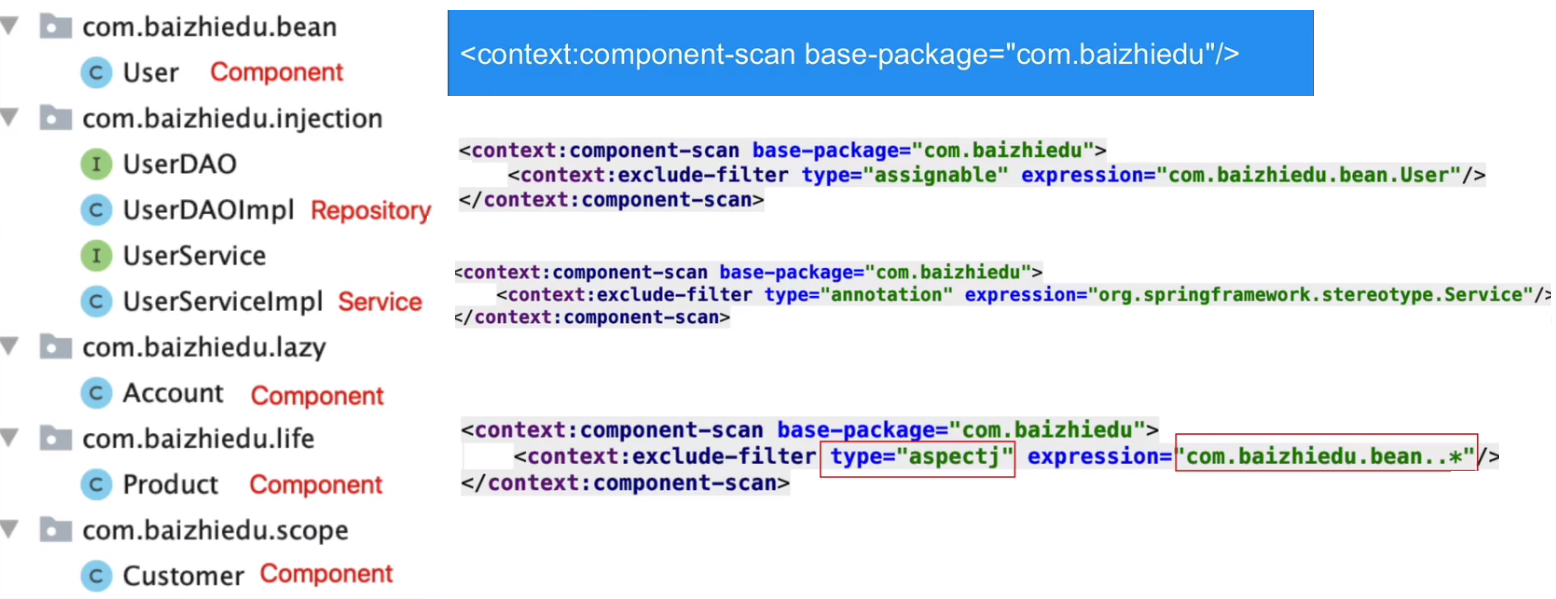 com.baizhiedu.bean
C User Component
com.baizhiedu.injection
I UserDAO
C UserDAOImpl Repository
I UserService
C UserServiceImpl Service
com.baizhiedu.lazy
C Account Component
com.baizhiedu.life
C Product Component
com.baizhiedu.scope
C Customer Component
<context:component-scan base-package="com.baizhiedu"/>
<context:component-scan base-package="com.baizhiedu">
<context:exclude-filter type="assignable" expression="com.baizhiedu.bean.User"/>
</context:component-scan>
<context:component-scan base-package="com.baizhiedu">
<context:exclude-filter type="annotation" expression="org.springframework.stereotype.Service"/>
</context:component-scan>
<context:component-scan base-package="com.baizhiedu">
<context:exclude-filter type="aspectj" expression="com.baizhiedu.bean..*"/>
</context:component-scan>